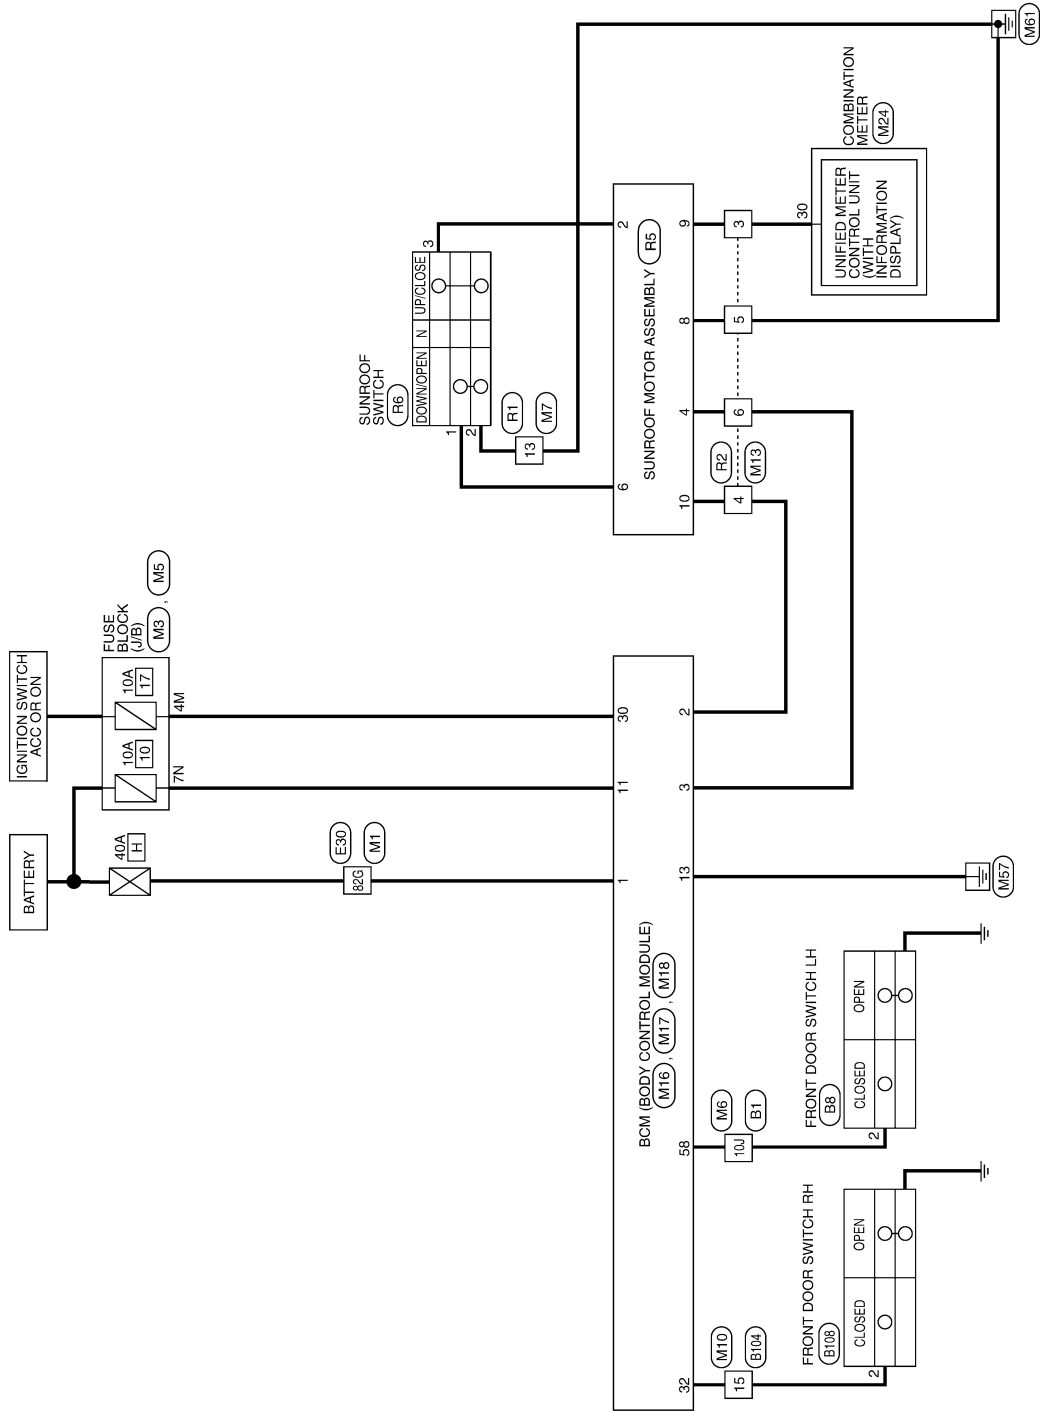 BATTERY
IGNITION SWITCH
ACC OR ON
40A
H
10A
10
10A
17
FUSE
BLOCK
(J/B)
M3 , M5
7N
4M
E30
82G
M1
SUNROOF
SWITCH
R6
DOWN/OPEN
N
UP/CLOSE
1
2
3
R1
13
M7
1
11
30
6
2
BCM (BODY CONTROL MODULE)
M16 , M17 , M18
SUNROOF MOTOR ASSEMBLY
R5
32
58
13
3
2
10
4
8
9
M10
15
B104
M6
10J
B1
R2
M13
4
6
5
3
FRONT DOOR SWITCH RH
B108
CLOSED
OPEN
2
FRONT DOOR SWITCH LH
B8
CLOSED
OPEN
2
M57
30
UNIFIED METER
CONTROL UNIT
(WITH
INFORMATION
DISPLAY)
COMBINATION
METER
M24
M61